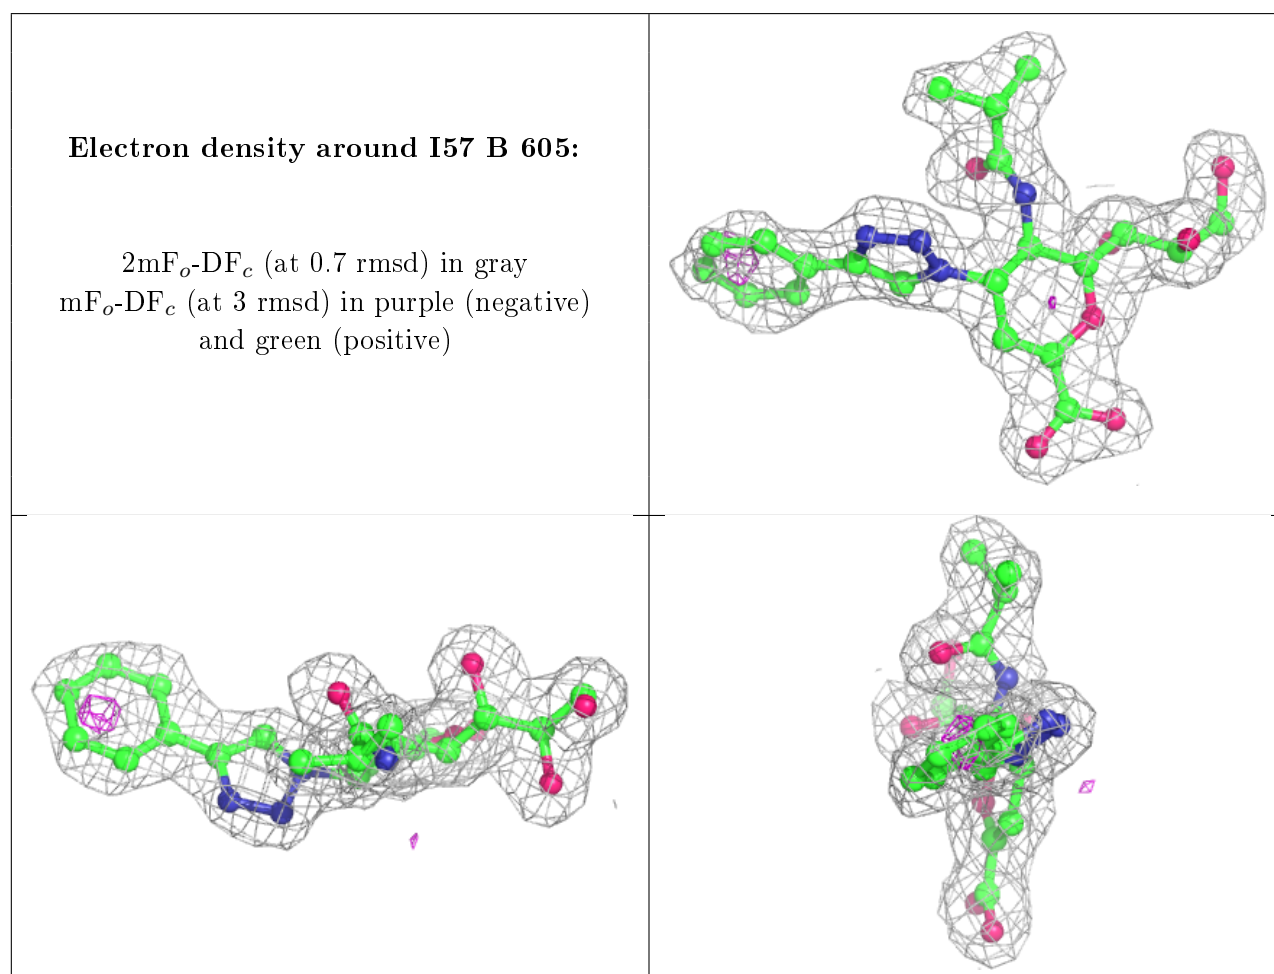 Electron density around I57 B 605:
2mFo-DFc (at 0.7 rmsd) in gray
mFo-DFc (at 3 rmsd) in purple (negative)
and green (positive)